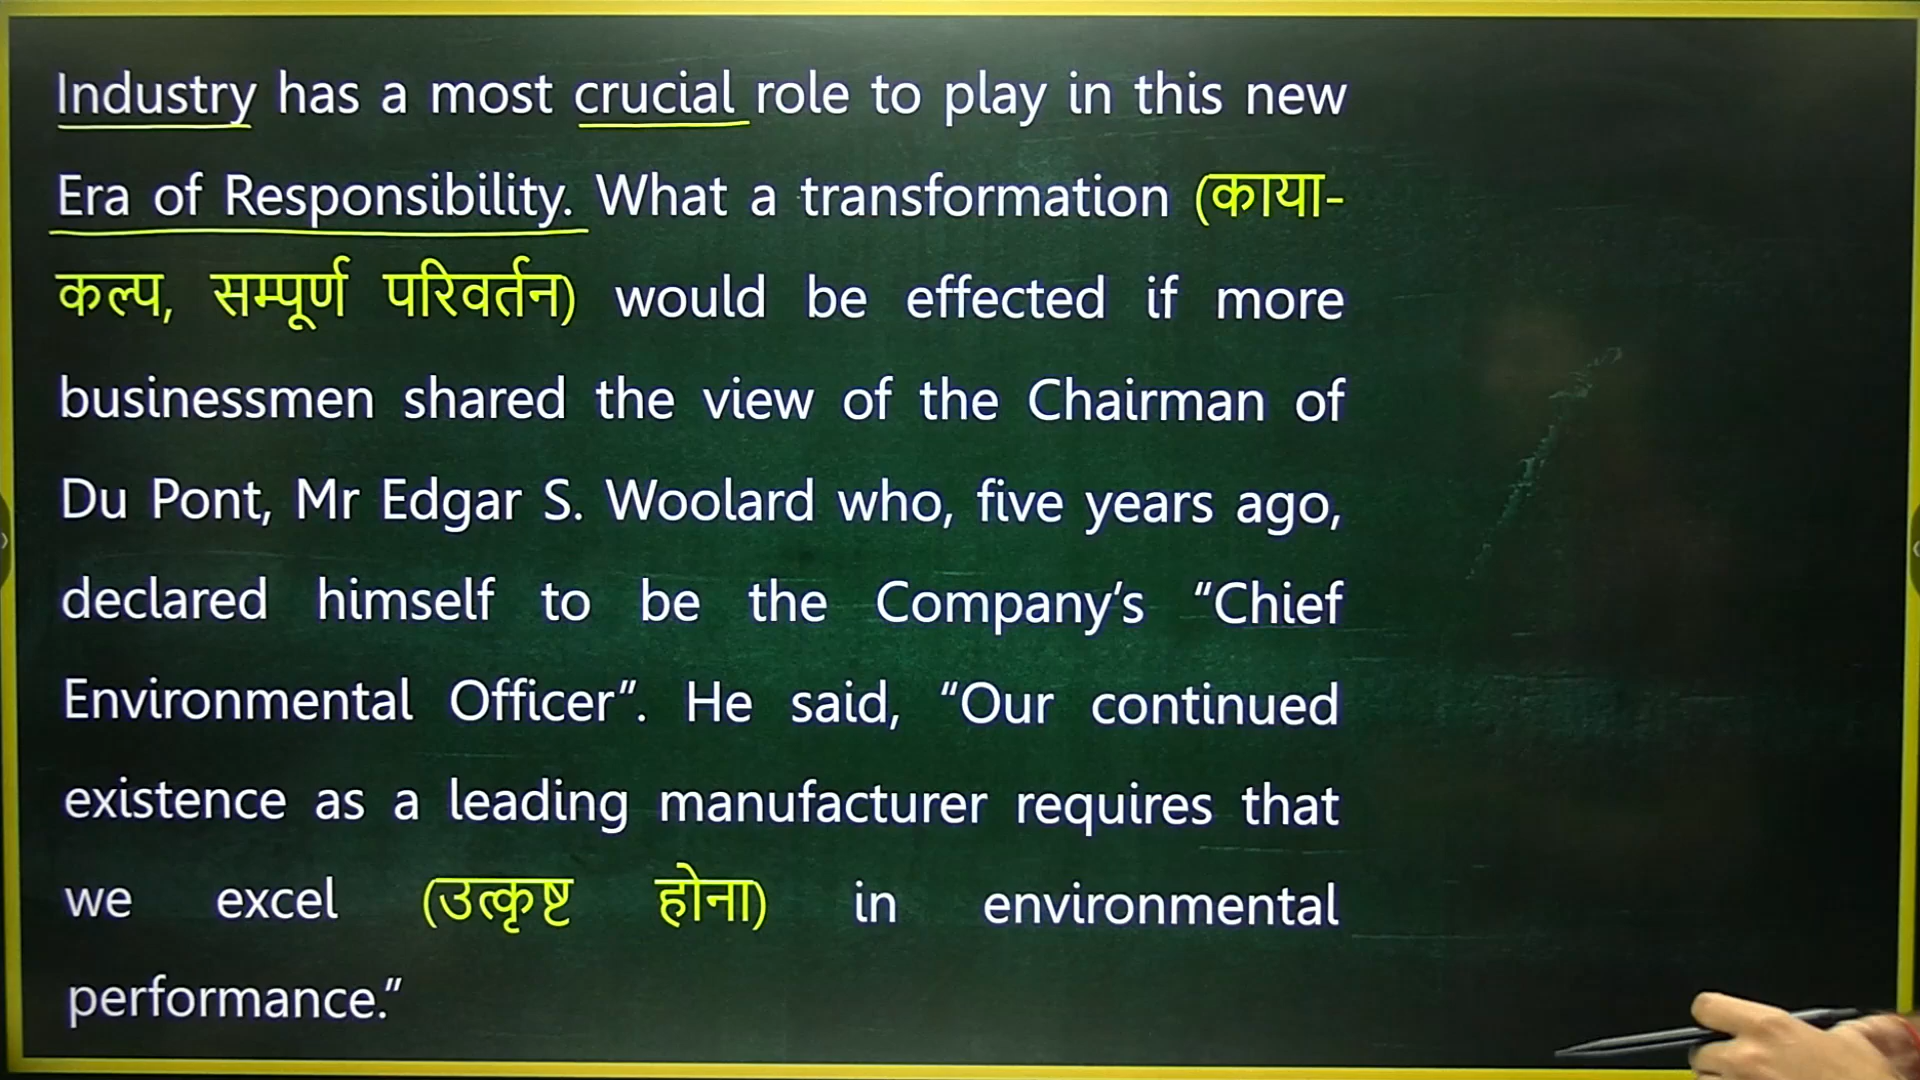 Industry has a most crucial role to play in this new
Era of Responsibility. What a transformation (काया-
कल्प, सम्पूर्ण परिवर्तन) would be effected if more
businessmen shared the view of the Chairman of
Du Pont, Mr Edgar S. Woolard who, five years ago,
declared himself to be the Company’s “Chief
Environmental Officer”. He said, “Our continued
existence as a leading manufacturer requires that
we excel (उत्कृष्ट होना) in environmental
performance.”